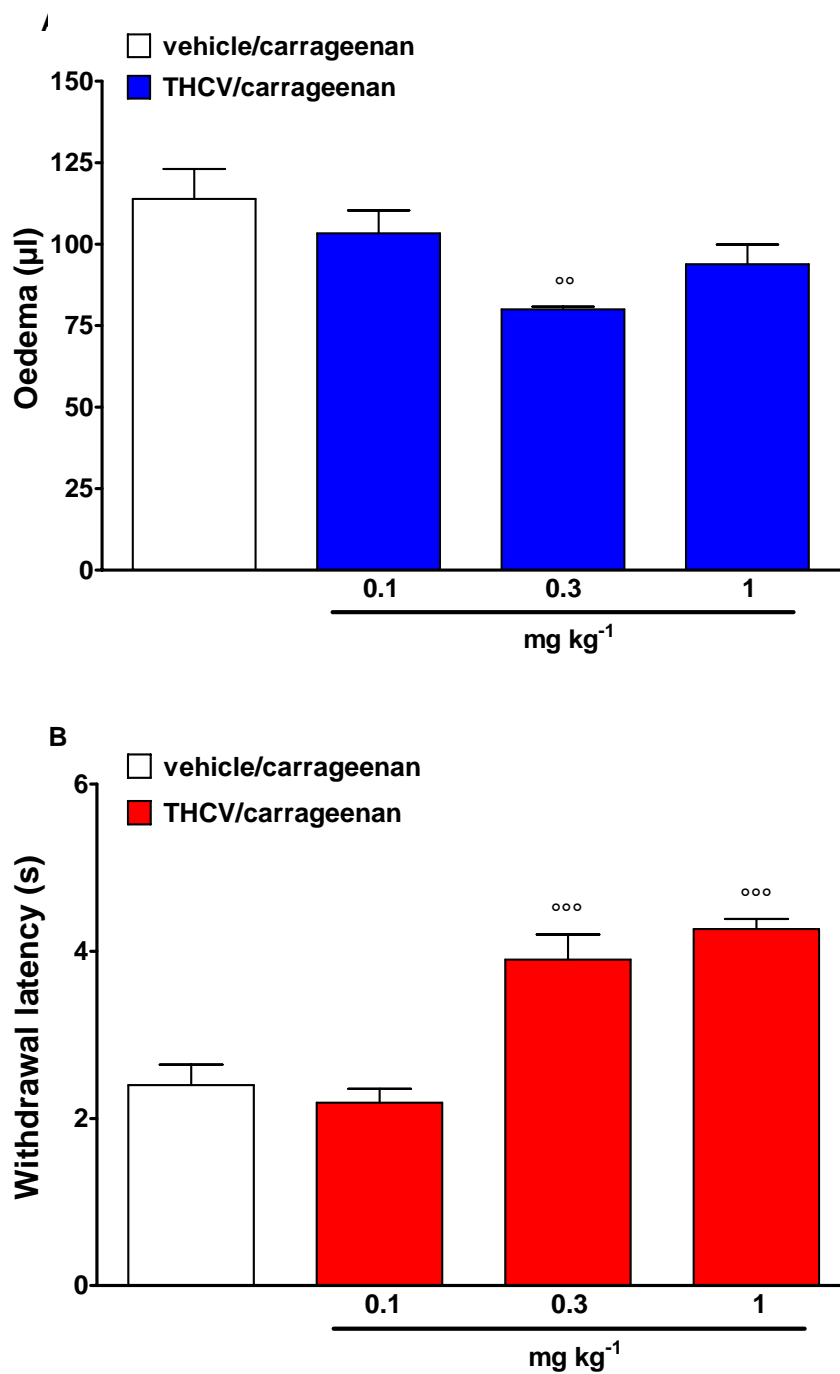 A
vehicle/carrageenan
THCV/carrageenan
150
125
100
75
50
25
0
Oedema (µl)
°°
0.1 0.3 1
mg kg-1
B
vehicle/carrageenan
THCV/carrageenan
6
4
2
0
Withdrawal latency (s)
°°° °°°
0.1 0.3 1
mg kg-1